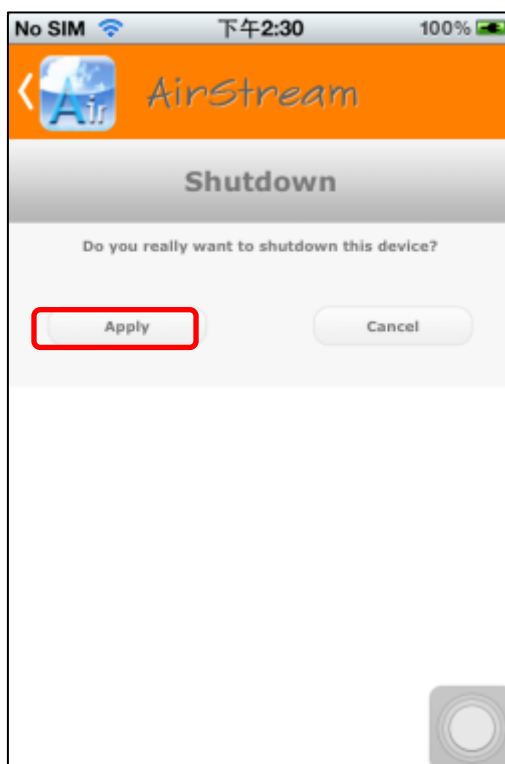 No SIM 下午2:30 100%
Air AirStream
Shutdown
Do you really want to shutdown this device?
Apply Cancel